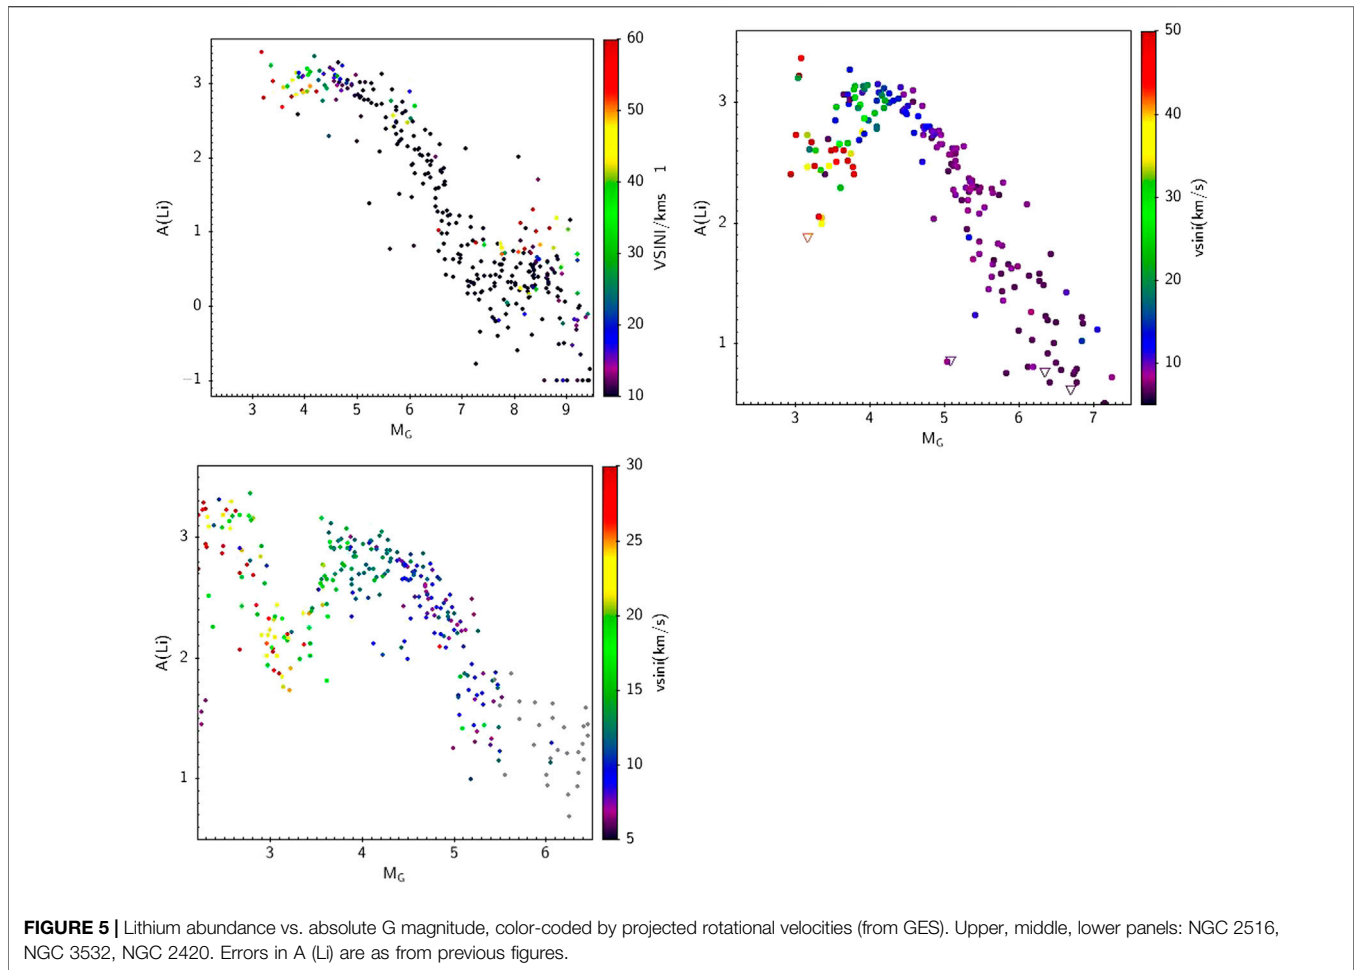 3
2
1
0
−1
A(Li)
3 4 5 6 7 8 9
M_G
60
50
40
30
20
10
VSINI/kms 1
3
2
1
A(Li)
3 4 5 6 7
M_G
50
40
30
20
10
vsini(km/s)
3
2
1
A(Li)
3 4 5 6
M_G
30
25
20
15
10
5
vsini(km/s)
FIGURE 5 | Lithium abundance vs. absolute G magnitude, color-coded by projected rotational velocities (from GES). Upper, middle, lower panels: NGC 2516,
NGC 3532, NGC 2420. Errors in A (Li) are as from previous figures.